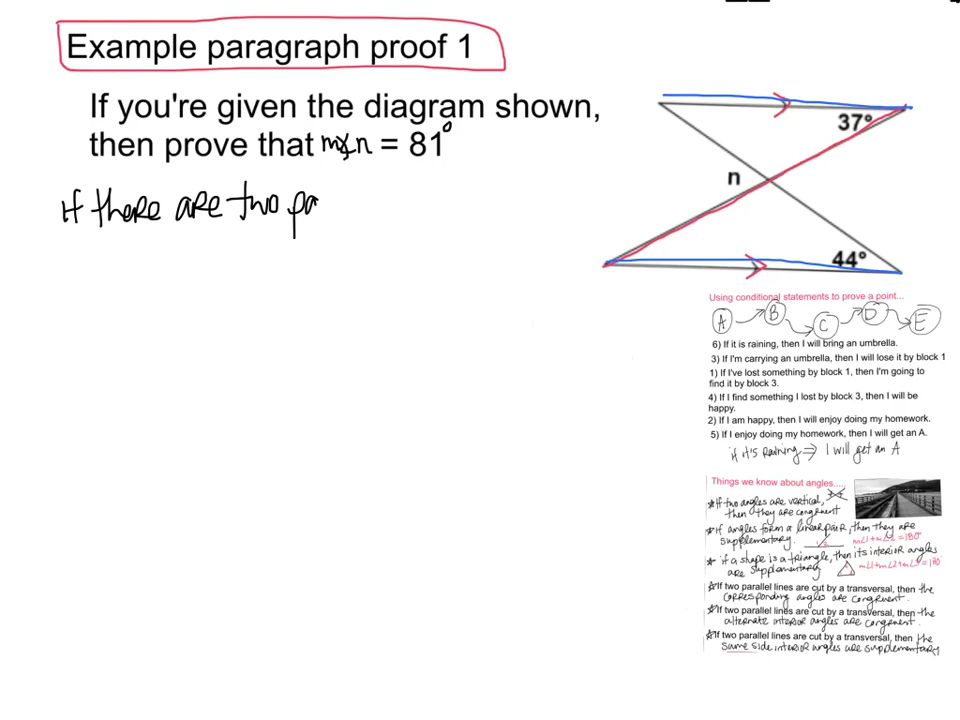 Example paragraph proof 1
If you're given the diagram shown,
then prove that m∡n = 81°
If there are two pa
37°
n
44°
Using conditional statements to prove a point...
A B C D E
6) If it is raining, then I will bring an umbrella.
3) If I'm carrying an umbrella, then I will lose it by block 1
1) If I've lost something by block 1, then I'm going to
find it by block 3.
4) If I find something I lost by block 3, then I will be
happy.
2) If I am happy, then I will enjoy doing my homework.
5) If I enjoy doing my homework, then I will get an A.
if it's raining ⇒ I will get an A
Things we know about angles....
*If two angles are vertical,
then they are congruent
*if angles form a linear pair, then they are
supplementary. m∠1+m∠2=180°
* if a shape is a triangle, then its interior angles
are supplementary m∠1+m∠2+m∠3=180°
*If two parallel lines are cut by a transversal, then the
corresponding angles are congruent.
*If two parallel lines are cut by a transversal, then the
alternate interior angles are congruent.
*If two parallel lines are cut by a transversal, then the
same side interior angles are supplementary